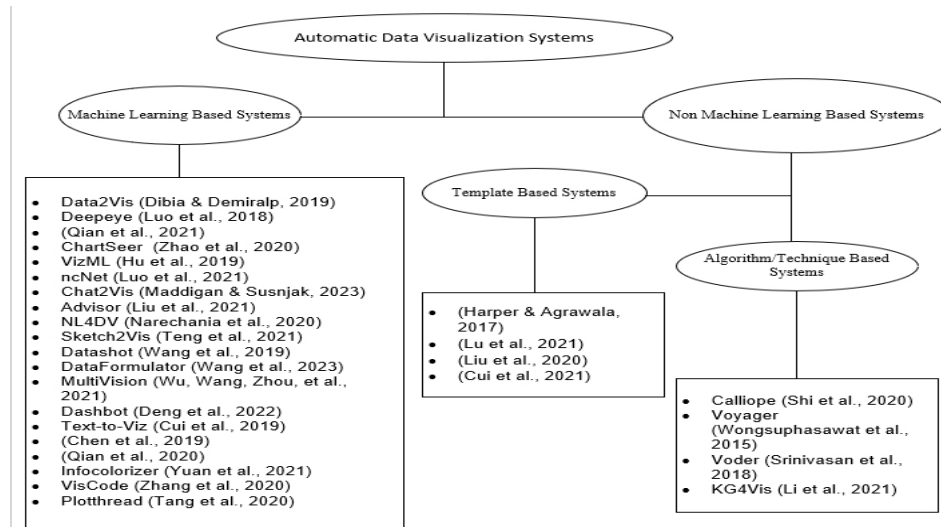 Automatic Data Visualization Systems
Machine Learning Based Systems
Non Machine Learning Based Systems
• Data2Vis (Dibia & Demiralp, 2019)
• Deepeye (Luo et al., 2018)
• (Qian et al., 2021)
• ChartSeer (Zhao et al., 2020)
• VizML (Hu et al., 2019)
• ncNet (Luo et al., 2021)
• Chat2Vis (Maddigan & Susnjak, 2023)
• Advisor (Liu et al., 2021)
• NL4DV (Narechania et al., 2020)
• Sketch2Vis (Teng et al., 2021)
• Datashot (Wang et al., 2019)
• DataFormulator (Wang et al., 2023)
• MultiVision (Wu, Wang, Zhou, et al.,
2021)
• Dashbot (Deng et al., 2022)
• Text-to-Viz (Cui et al., 2019)
• (Chen et al., 2019)
• (Qian et al., 2020)
• Infocolorizer (Yuan et al., 2021)
• VisCode (Zhang et al., 2020)
• Plotthread (Tang et al., 2020)
Template Based Systems
• (Harper & Agrawala,
2017)
• (Lu et al., 2021)
• (Liu et al., 2020)
• (Cui et al., 2021)
Algorithm/Technique Based
Systems
• Calliope (Shi et al., 2020)
• Voyager
(Wongsuphasawat et al.,
2015)
• Voder (Srinivasan et al.,
2018)
• KG4Vis (Li et al., 2021)